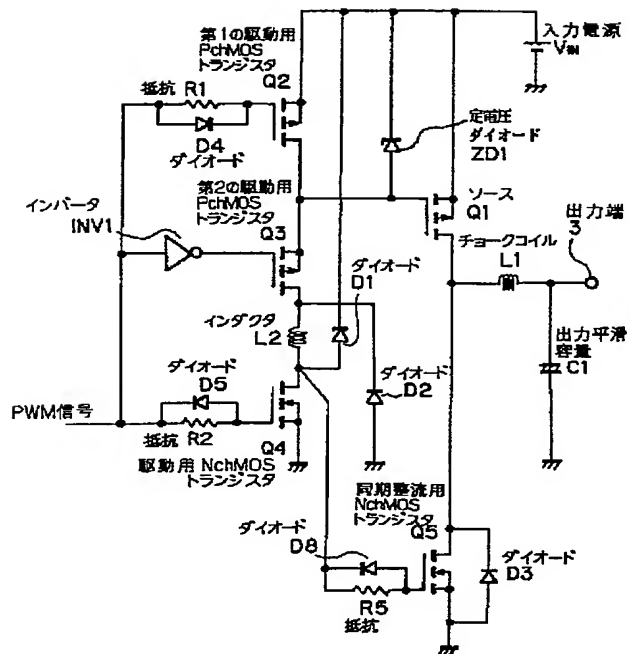 第1の駆動用
PchMOS
トランジスタ
Q2
入力電源
VIN
抵抗 R1
D4
ダイオード
定電圧
ダイオード
ZD1
第2の駆動用
PchMOS
トランジスタ
Q3
インバータ
INV1
ソース
Q1
出力端
3
チョークコイル
L1
ダイオード
D1
インダクタ
L2
ダイオード
D2
出力平滑
容量
C1
ダイオード
D5
PWM信号
抵抗 R2
Q4
駆動用 NchMOS
トランジスタ
同期整流用
NchMOS
トランジスタ
Q5
ダイオード
D8
ダイオード
D3
R5
抵抗